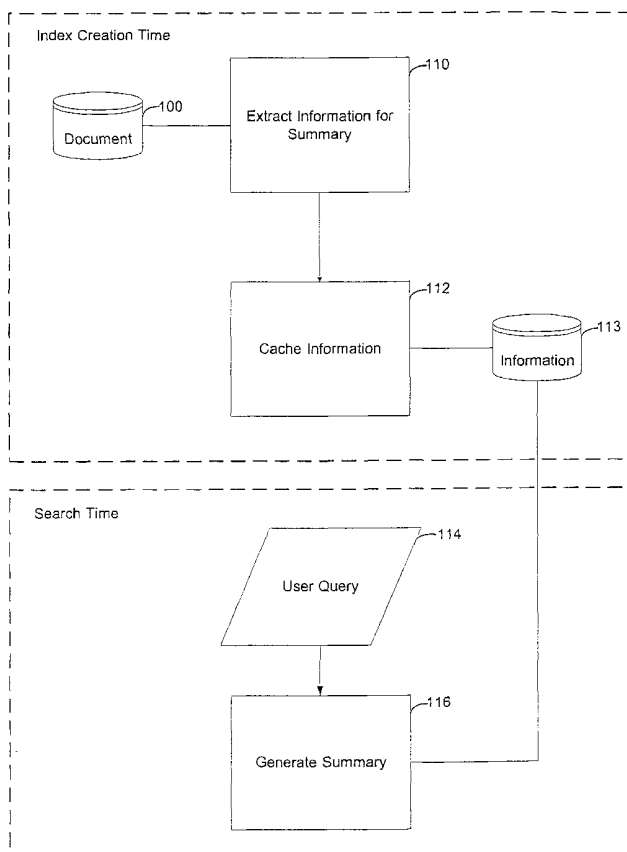 Index Creation Time
110
100
Document
Extract Information for
Summary
112
Cache Information
113
Information
Search Time
114
User Query
116
Generate Summary